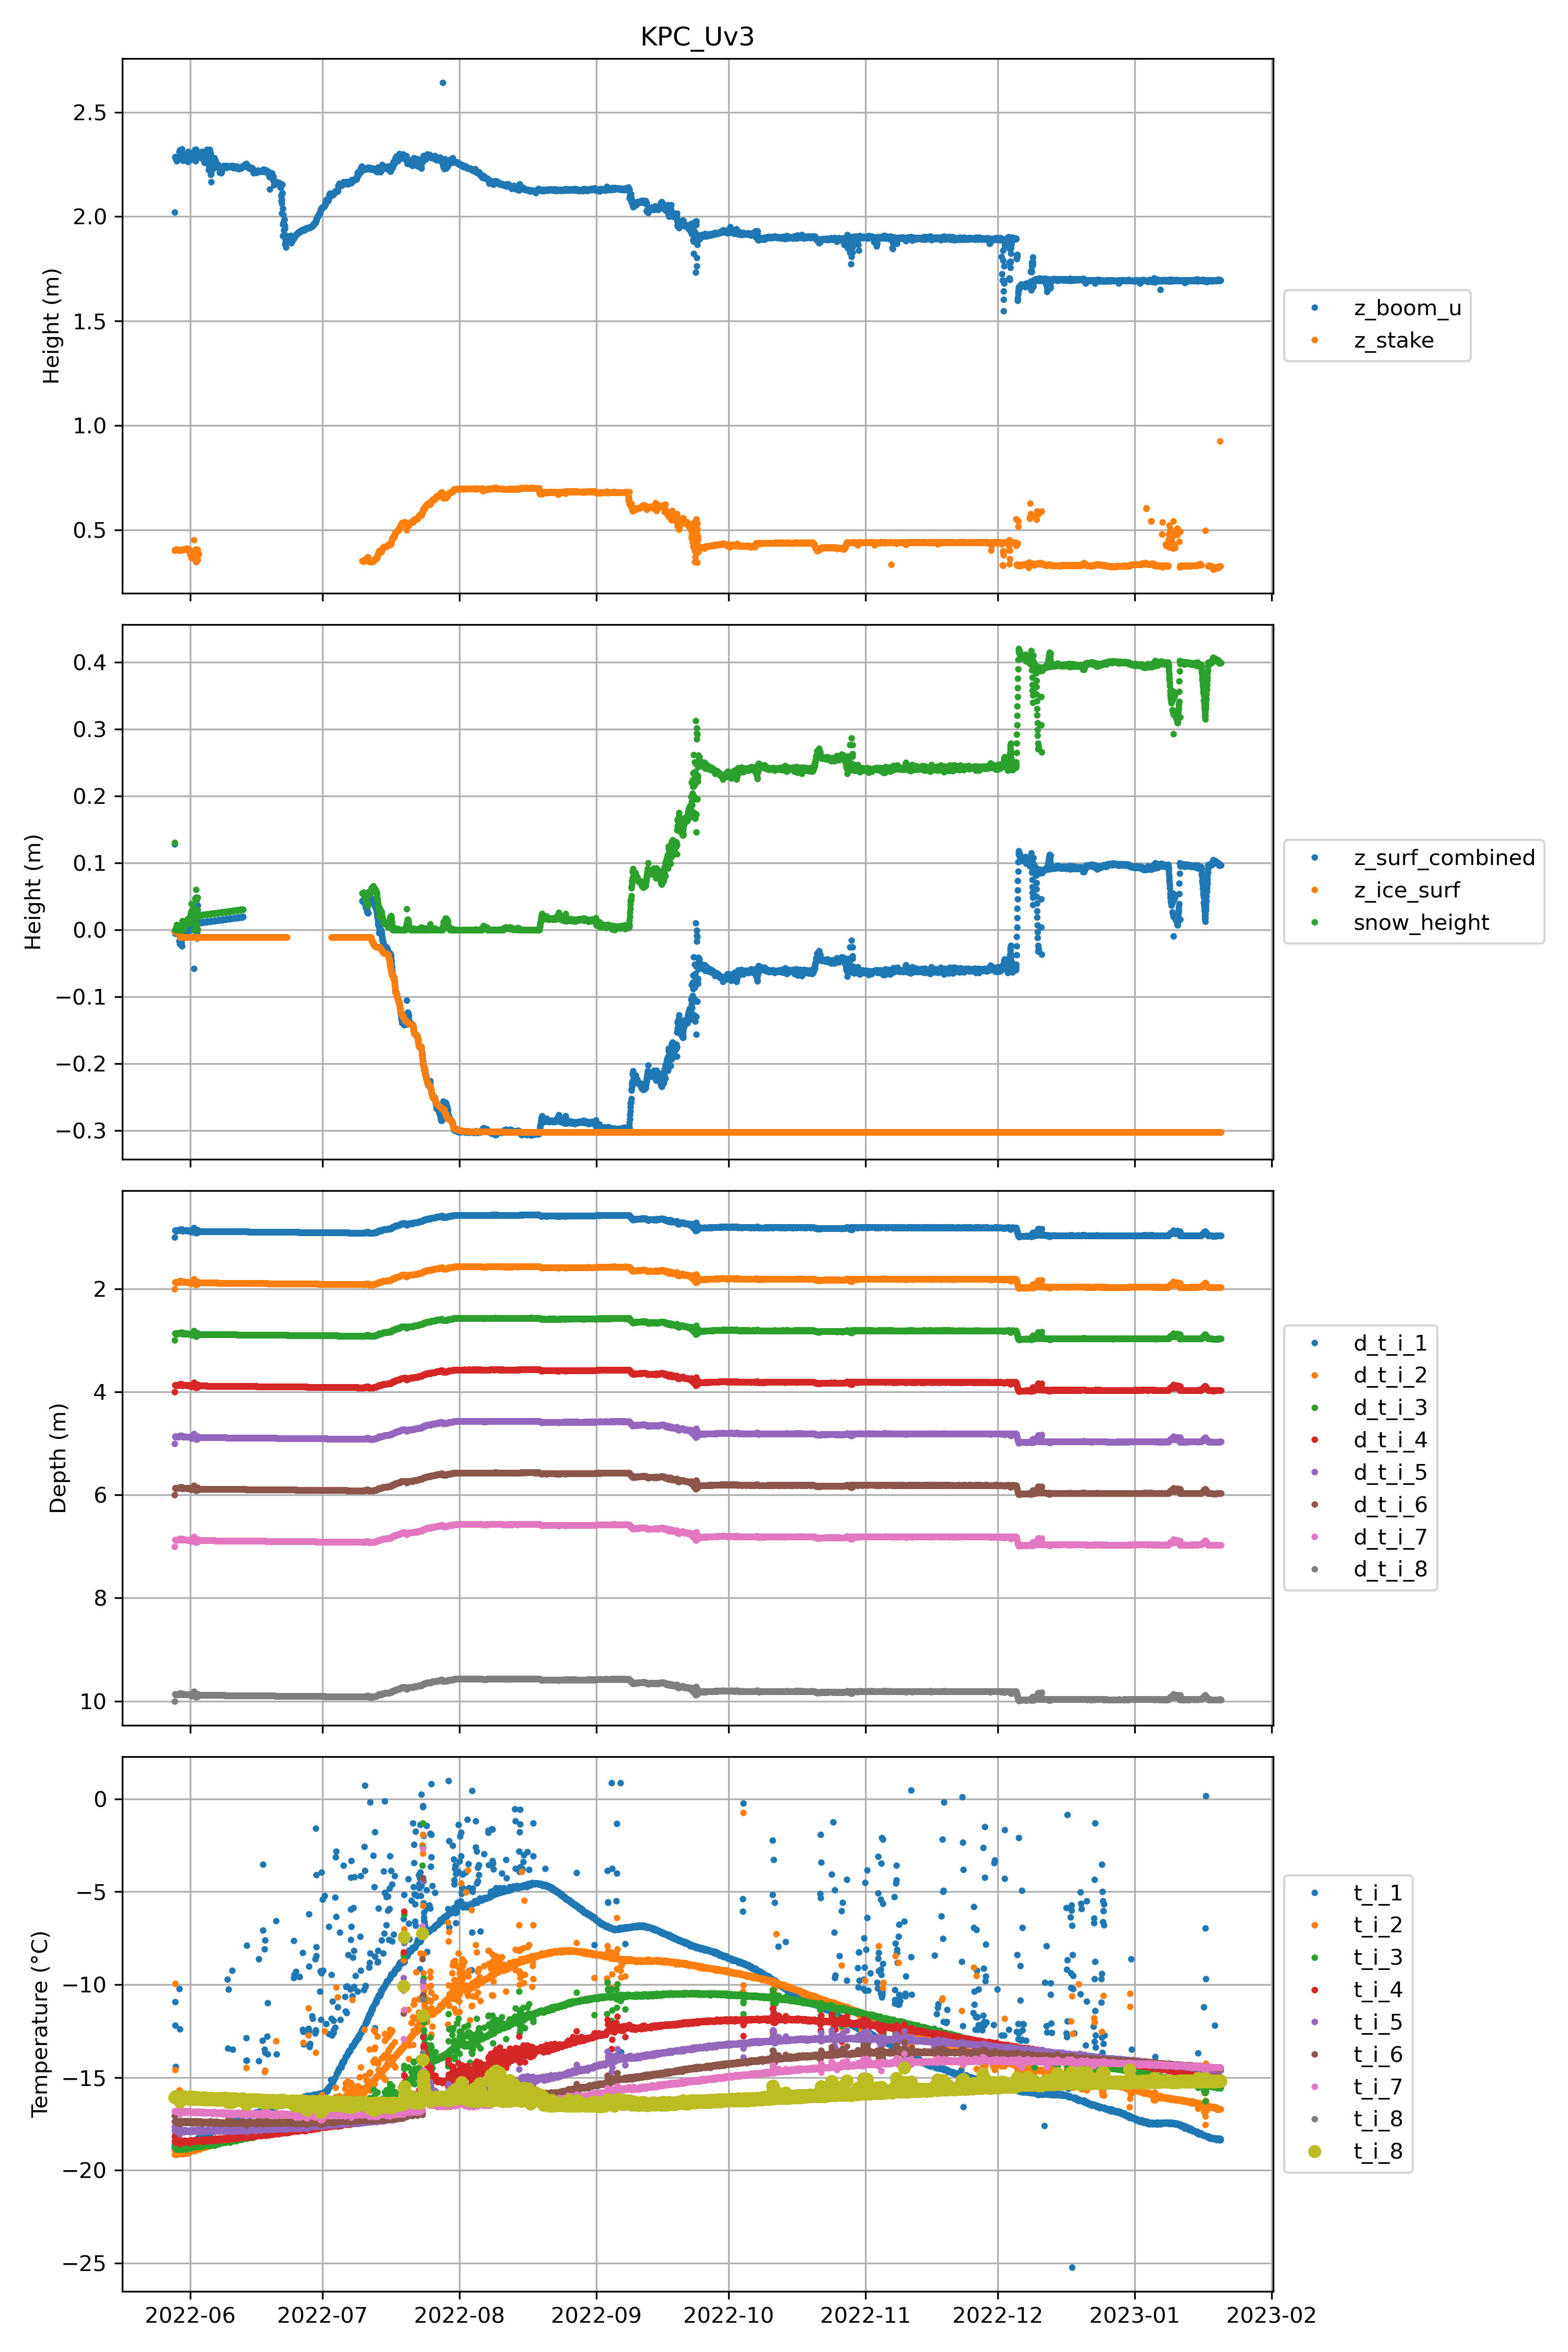 KPC_Uv3
2.5
2.0
1.5
1.0
0.5
Height (m)
z_boom_u
z_stake
0.4
0.3
0.2
0.1
0.0
−0.1
−0.2
−0.3
Height (m)
z_surf_combined
z_ice_surf
snow_height
2
4
6
8
10
Depth (m)
d_t_i_1
d_t_i_2
d_t_i_3
d_t_i_4
d_t_i_5
d_t_i_6
d_t_i_7
d_t_i_8
0
−5
−10
−15
−20
−25
Temperature (°C)
t_i_1
t_i_2
t_i_3
t_i_4
t_i_5
t_i_6
t_i_7
t_i_8
t_i_8
2022-06 2022-07 2022-08 2022-09 2022-10 2022-11 2022-12 2023-01 2023-02